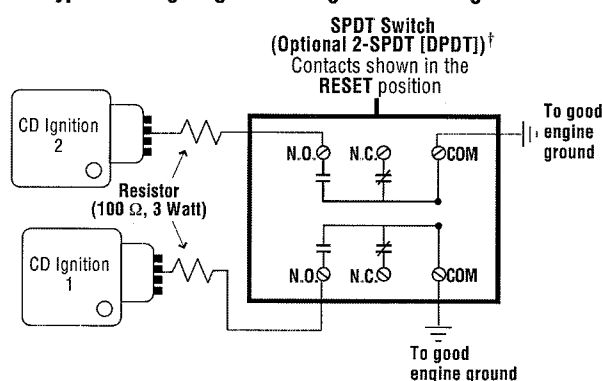 SPDT Switch
(Optional 2-SPDT [DPDT])†
Contacts shown in the
RESET position
To good
engine
ground
CD Ignition
2
N.O.
N.C.
COM
Resistor
(100 Ω, 3 Watt)
CD Ignition
1
N.O.
N.C.
COM
To good
engine ground